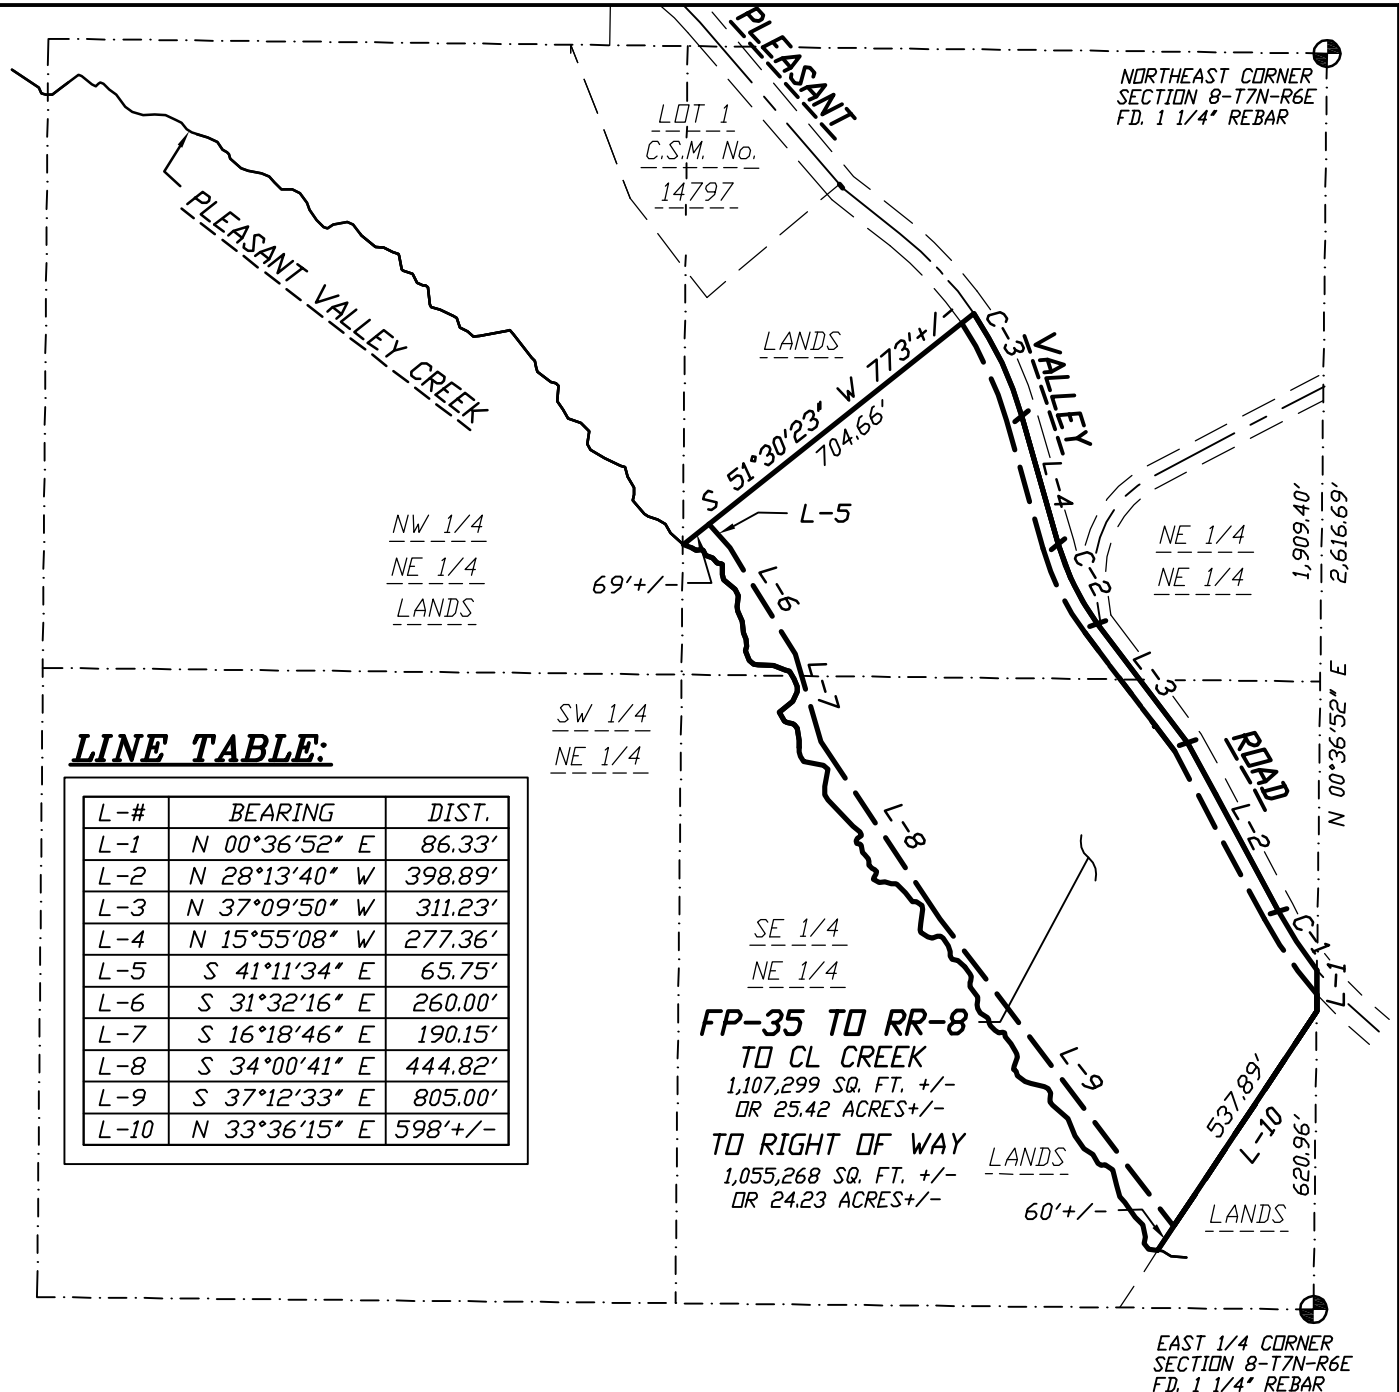 PLEASANT
NORTHEAST CORNER
SECTION 8-T7N-R6E
FD. 1 1/4" REBAR
LOT 1
C.S.M. No.
14797
PLEASANT VALLEY CREEK
LANDS
S 51°30'23" W 773'+/-
704.66'
C-3
VALLEY
L-4
C-2
L-5
69'+/-
L-6
NW 1/4
NE 1/4
LANDS
NE 1/4
NE 1/4
1,909.40'
2,616.69'
N 00°36'52" E
L-3
L-7
SW 1/4
NE 1/4
ROAD
L-2
L-8
C-1
L-1
SE 1/4
NE 1/4
LINE TABLE:
L-# BEARING DIST.
L-1 N 00°36'52" E 86.33'
L-2 N 28°13'40" W 398.89'
L-3 N 37°09'50" W 311.23'
L-4 N 15°55'08" W 277.36'
L-5 S 41°11'34" E 65.75'
L-6 S 31°32'16" E 260.00'
L-7 S 16°18'46" E 190.15'
L-8 S 34°00'41" E 444.82'
L-9 S 37°12'33" E 805.00'
L-10 N 33°36'15" E 598'+/-
FP-35 TO RR-8
TO CL CREEK
1,107,299 SQ. FT. +/-
OR 25.42 ACRES+/-
TO RIGHT OF WAY
1,055,268 SQ. FT. +/-
OR 24.23 ACRES+/-
L-9
LANDS
60'+/-
537.89'
L-10
620.96'
LANDS
EAST 1/4 CORNER
SECTION 8-T7N-R6E
FD. 1 1/4" REBAR